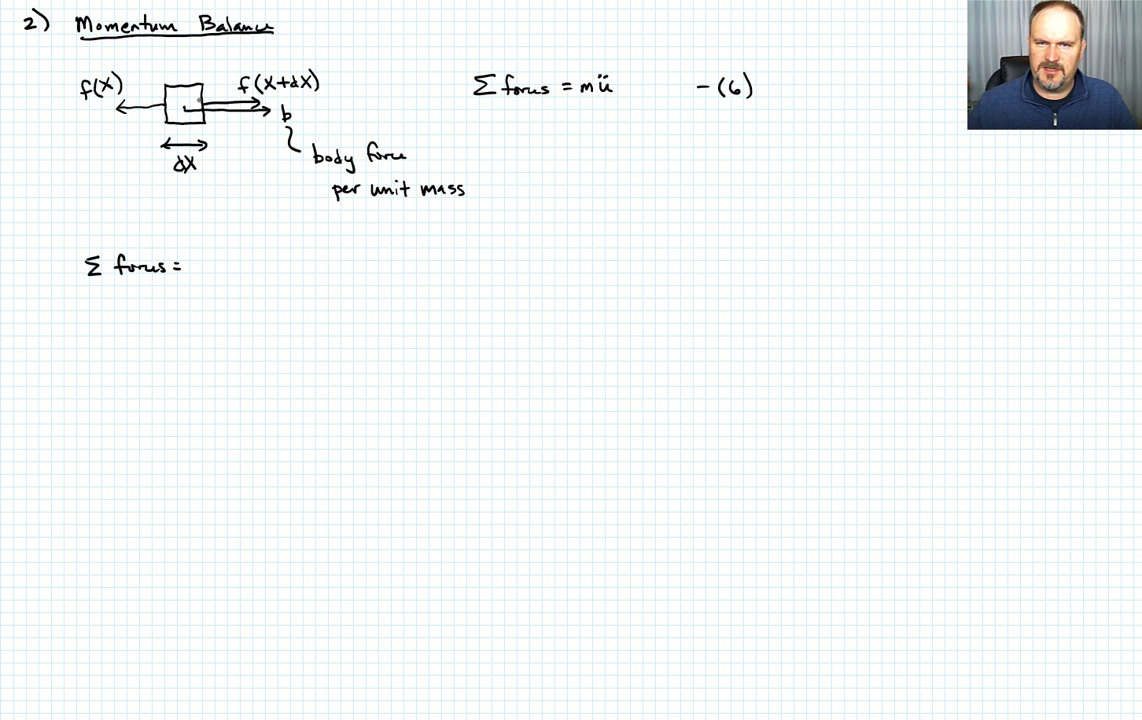 2) Momentum Balance
f(X) f(X+dX) Σ forces = mü - (6)
b
dX
body force
per unit mass
Σ forces =